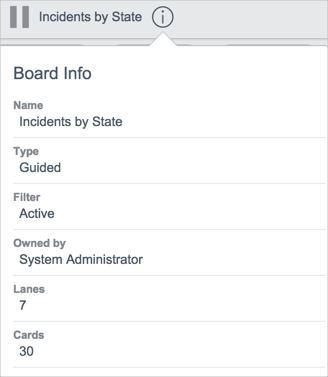 Incidents by State
Board Info
Name
Incidents by State
Type
Guided
Filter
Active
Owned by
System Administrator
Lanes
7
Cards
30